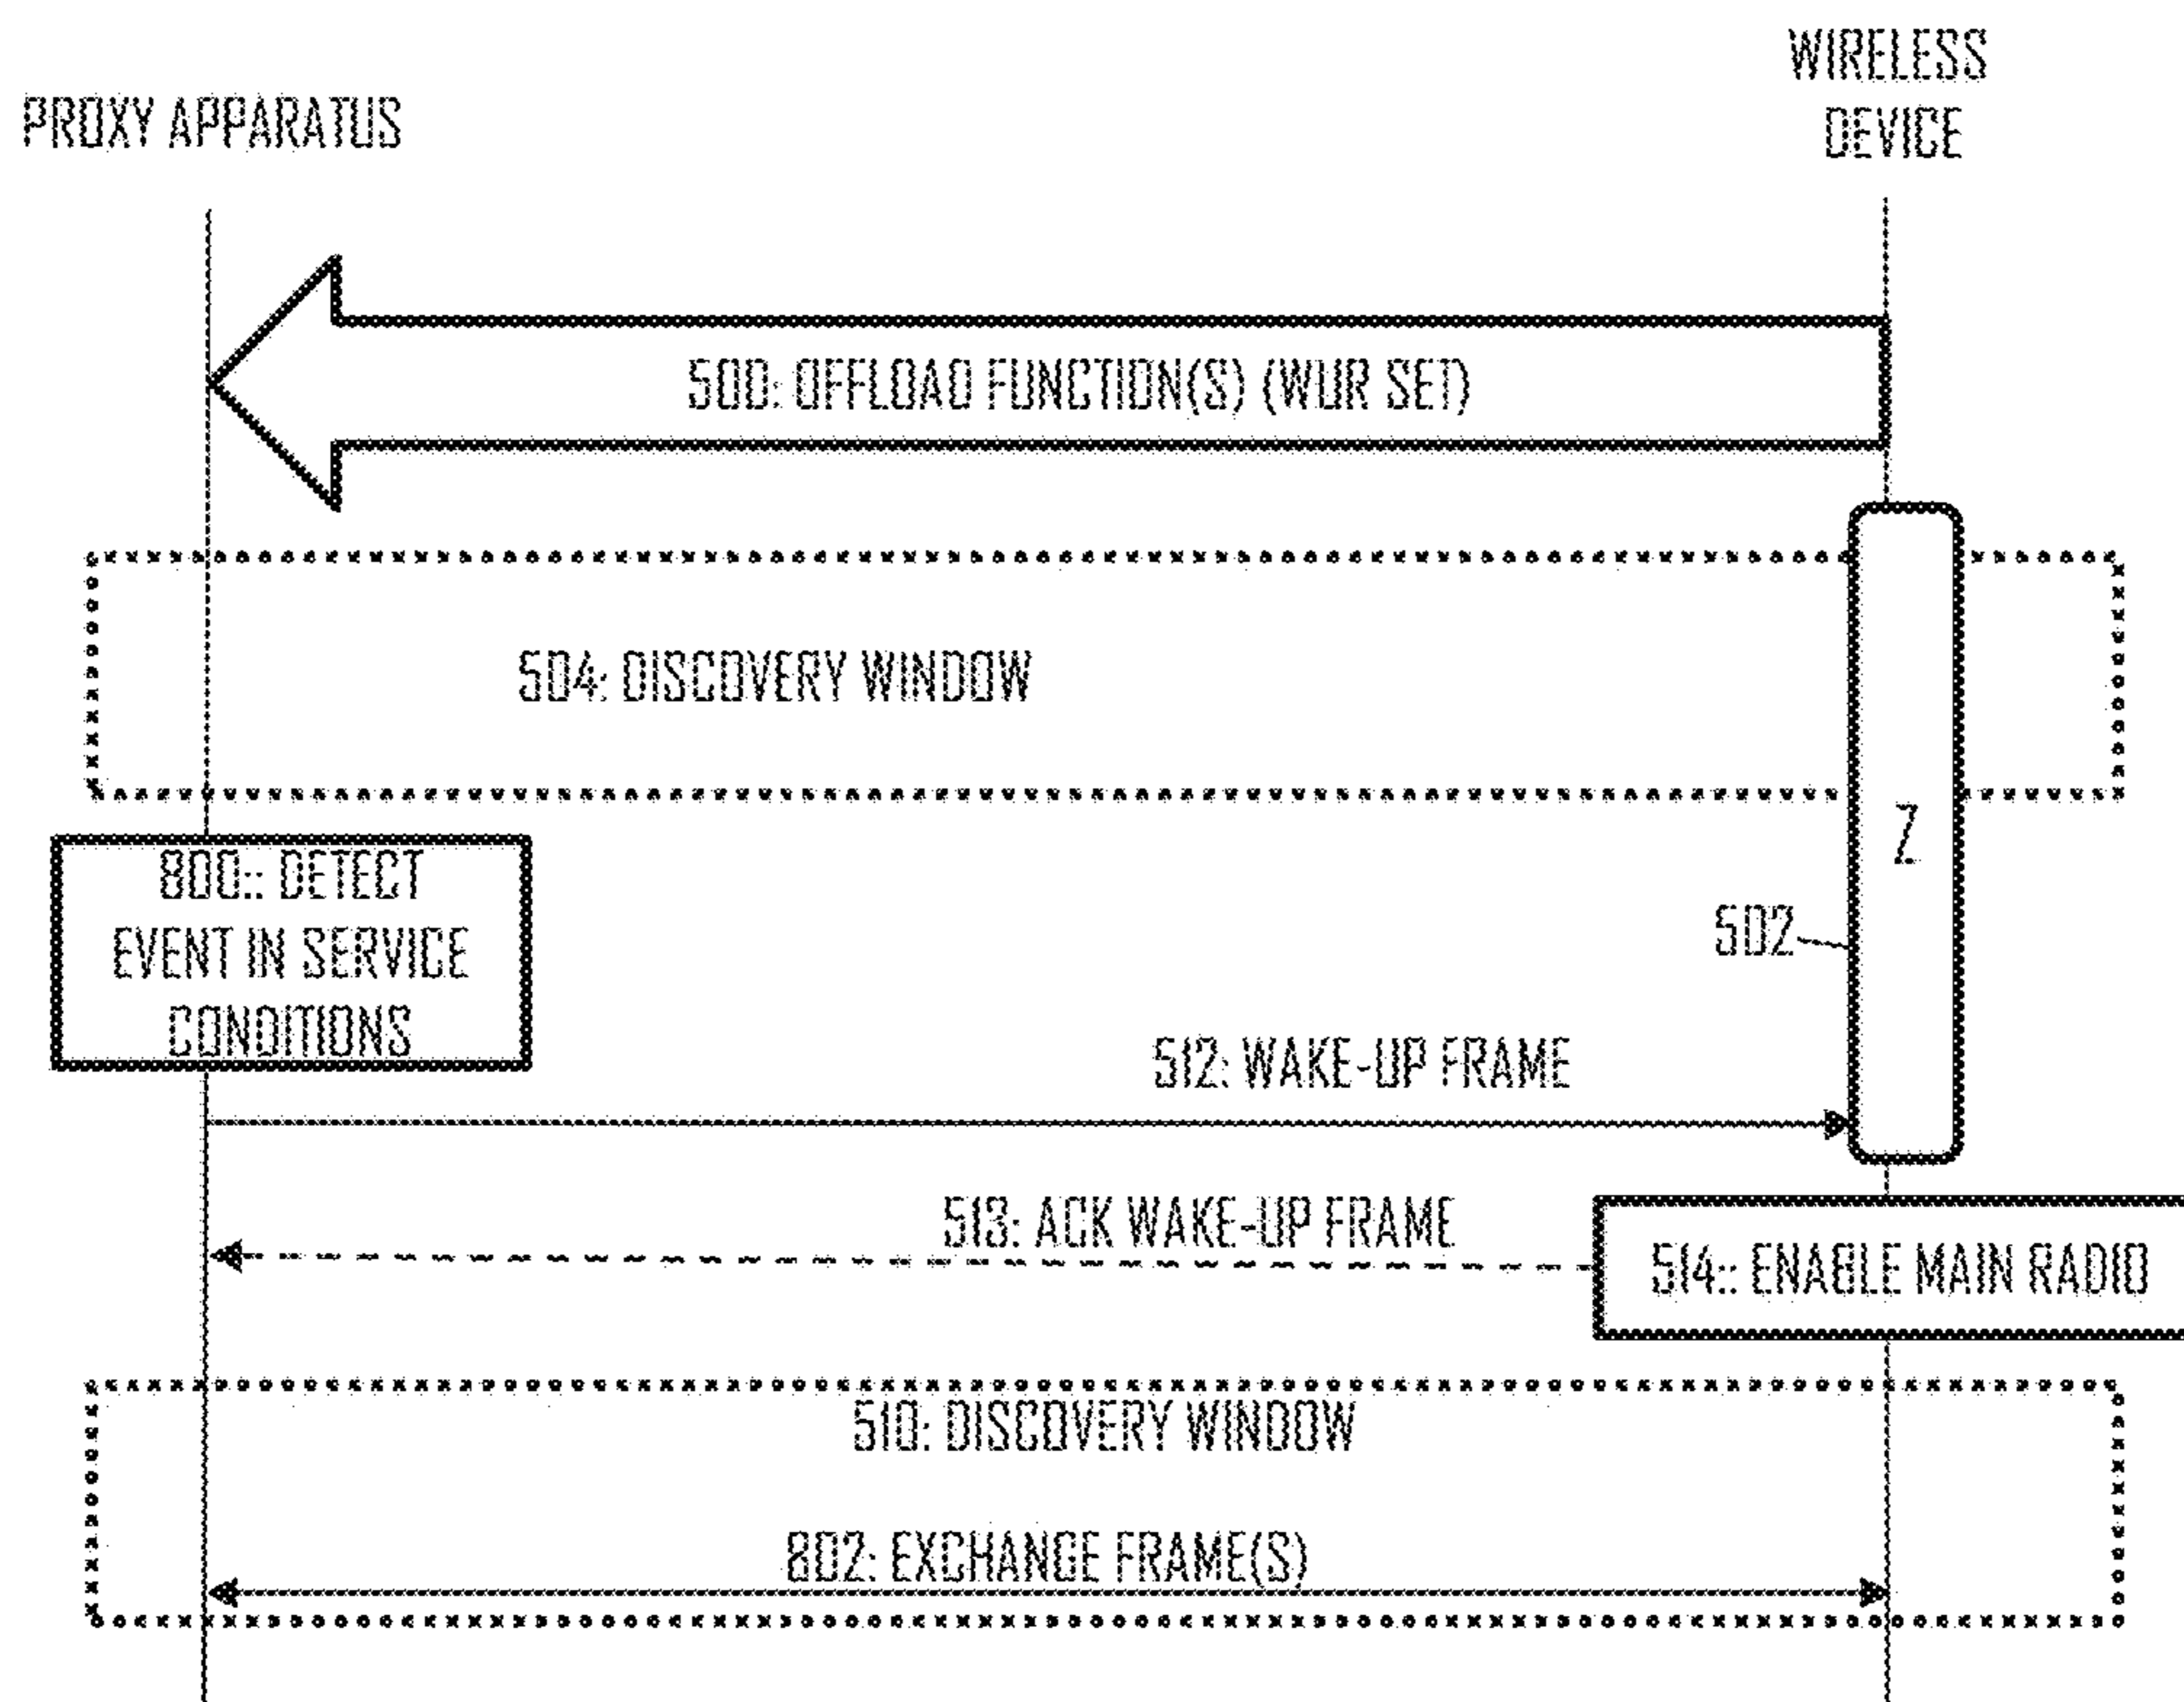 WIRELESS
DEVICE
PROXY APPARATUS
500: OFFLOAD FUNCTION(S) (WUR SET)
504: DISCOVERY WINDOW
Z
800:: DETECT
EVENT IN SERVICE
CONDITIONS
502
512: WAKE-UP FRAME
513: ACK WAKE-UP FRAME
514:: ENABLE MAIN RADIO
510: DISCOVERY WINDOW
802: EXCHANGE FRAME(S)